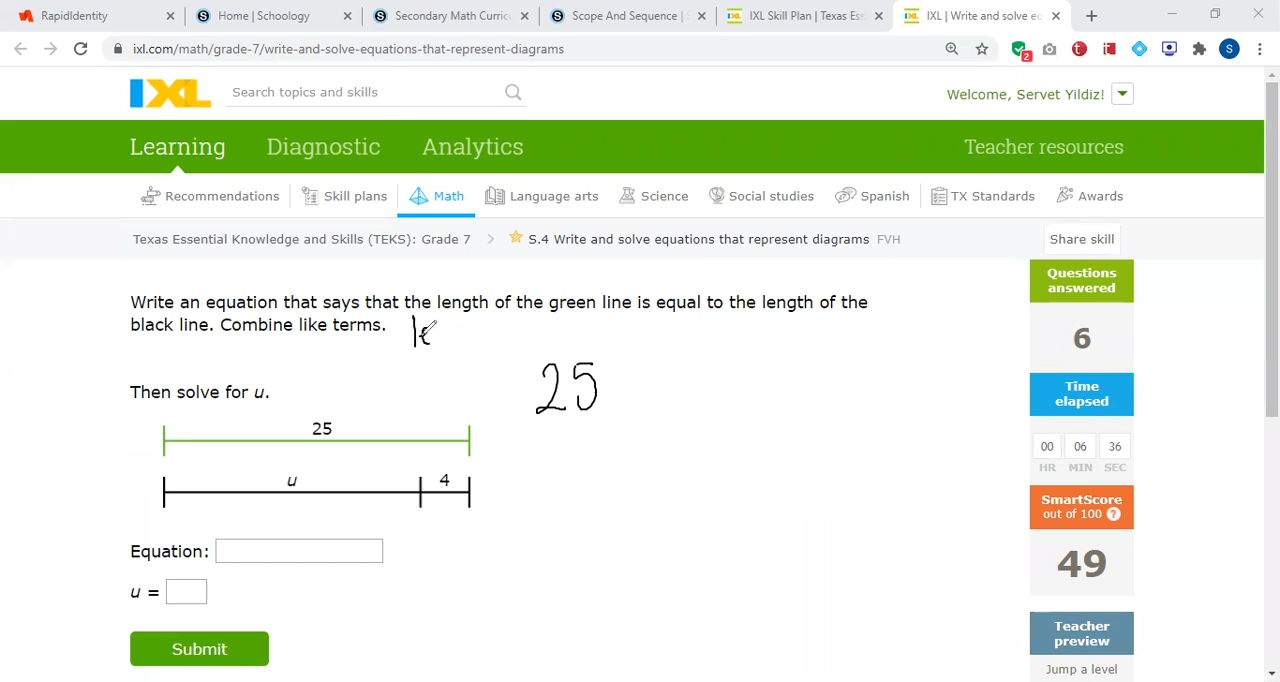 RapidIdentity
Home | Schoology
Secondary Math Curric
Scope And Sequence |
IXL Skill Plan | Texas Ess
IXL | Write and solve eq
ixl.com/math/grade-7/write-and-solve-equations-that-represent-diagrams
2
S
IXL
Search topics and skills
Welcome, Servet Yildiz!
Learning
Diagnostic
Analytics
Teacher resources
Recommendations
Skill plans
Math
Language arts
Science
Social studies
Spanish
TX Standards
Awards
Texas Essential Knowledge and Skills (TEKS): Grade 7 > S.4 Write and solve equations that represent diagrams FVH
Share skill
Write an equation that says that the length of the green line is equal to the length of the
black line. Combine like terms.
25
Then solve for u.
25
u 4
Equation:
u =
Submit
Questions
answered
6
Time
elapsed
00 06 36
HR MIN SEC
SmartScore
out of 100 ?
49
Teacher
preview
Jump a level